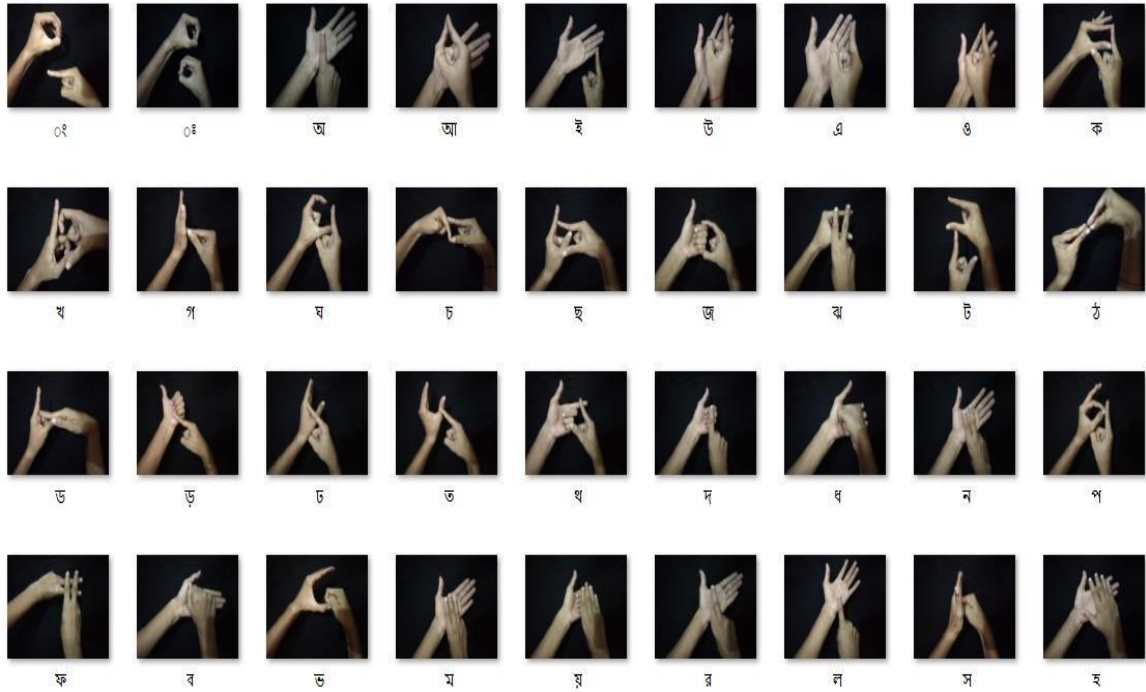 ং ঃ অ আ ই উ এ ও ক
খ গ ঘ চ ছ জ ঝ ট ঠ
ড ড় ঢ ত থ দ ধ ন প
ফ ব ভ ম য় র ল স হ